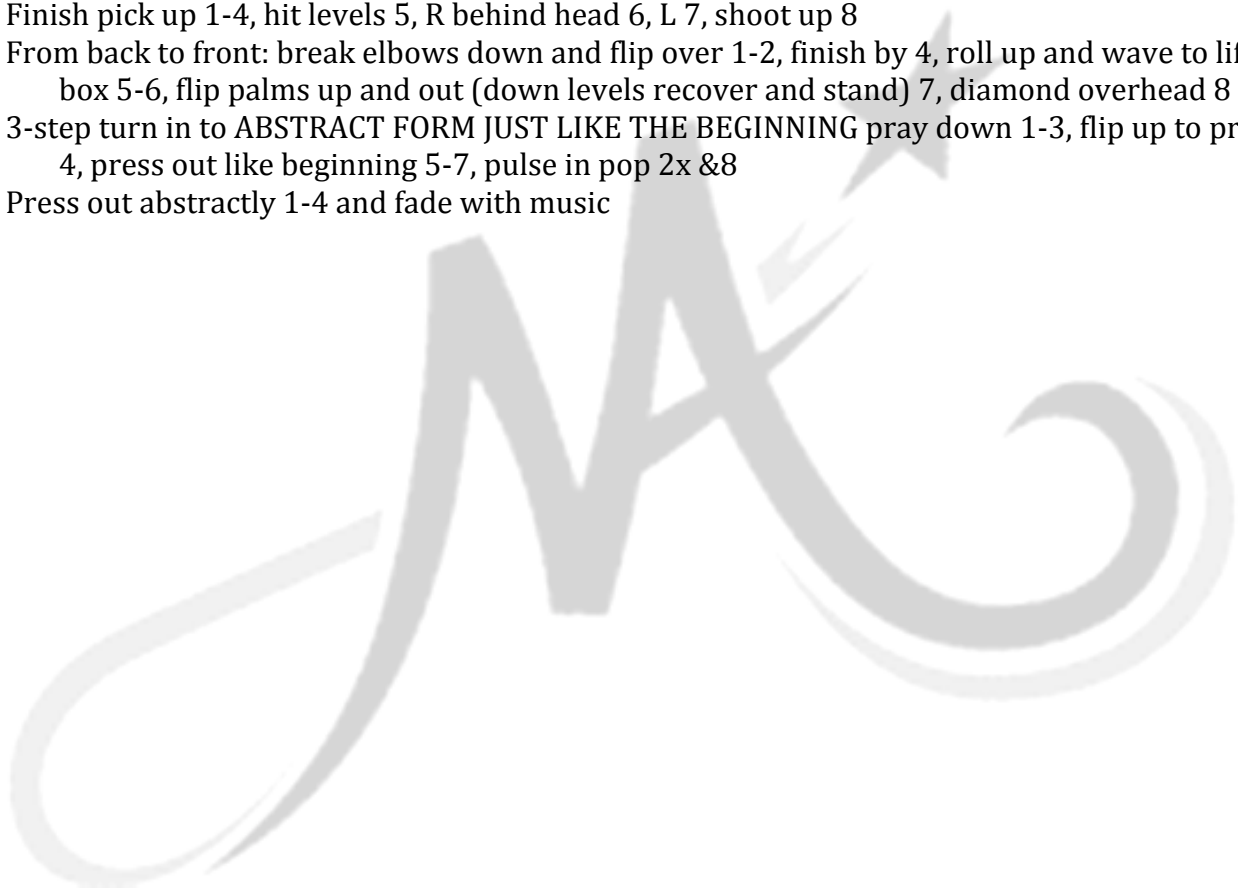 Finish pick up 1-4, hit levels 5, R behind head 6, L 7, shoot up 8
From back to front: break elbows down and flip over 1-2, finish by 4, roll up and wave to
box 5-6, flip palms up and out (down levels recover and stand) 7, diamond overhead 8
3-step turn in to ABSTRACT FORM JUST LIKE THE BEGINNING pray down 1-3, flip up to
4, press out like beginning 5-7, pulse in pop 2x &8
Press out abstractly 1-4 and fade with music